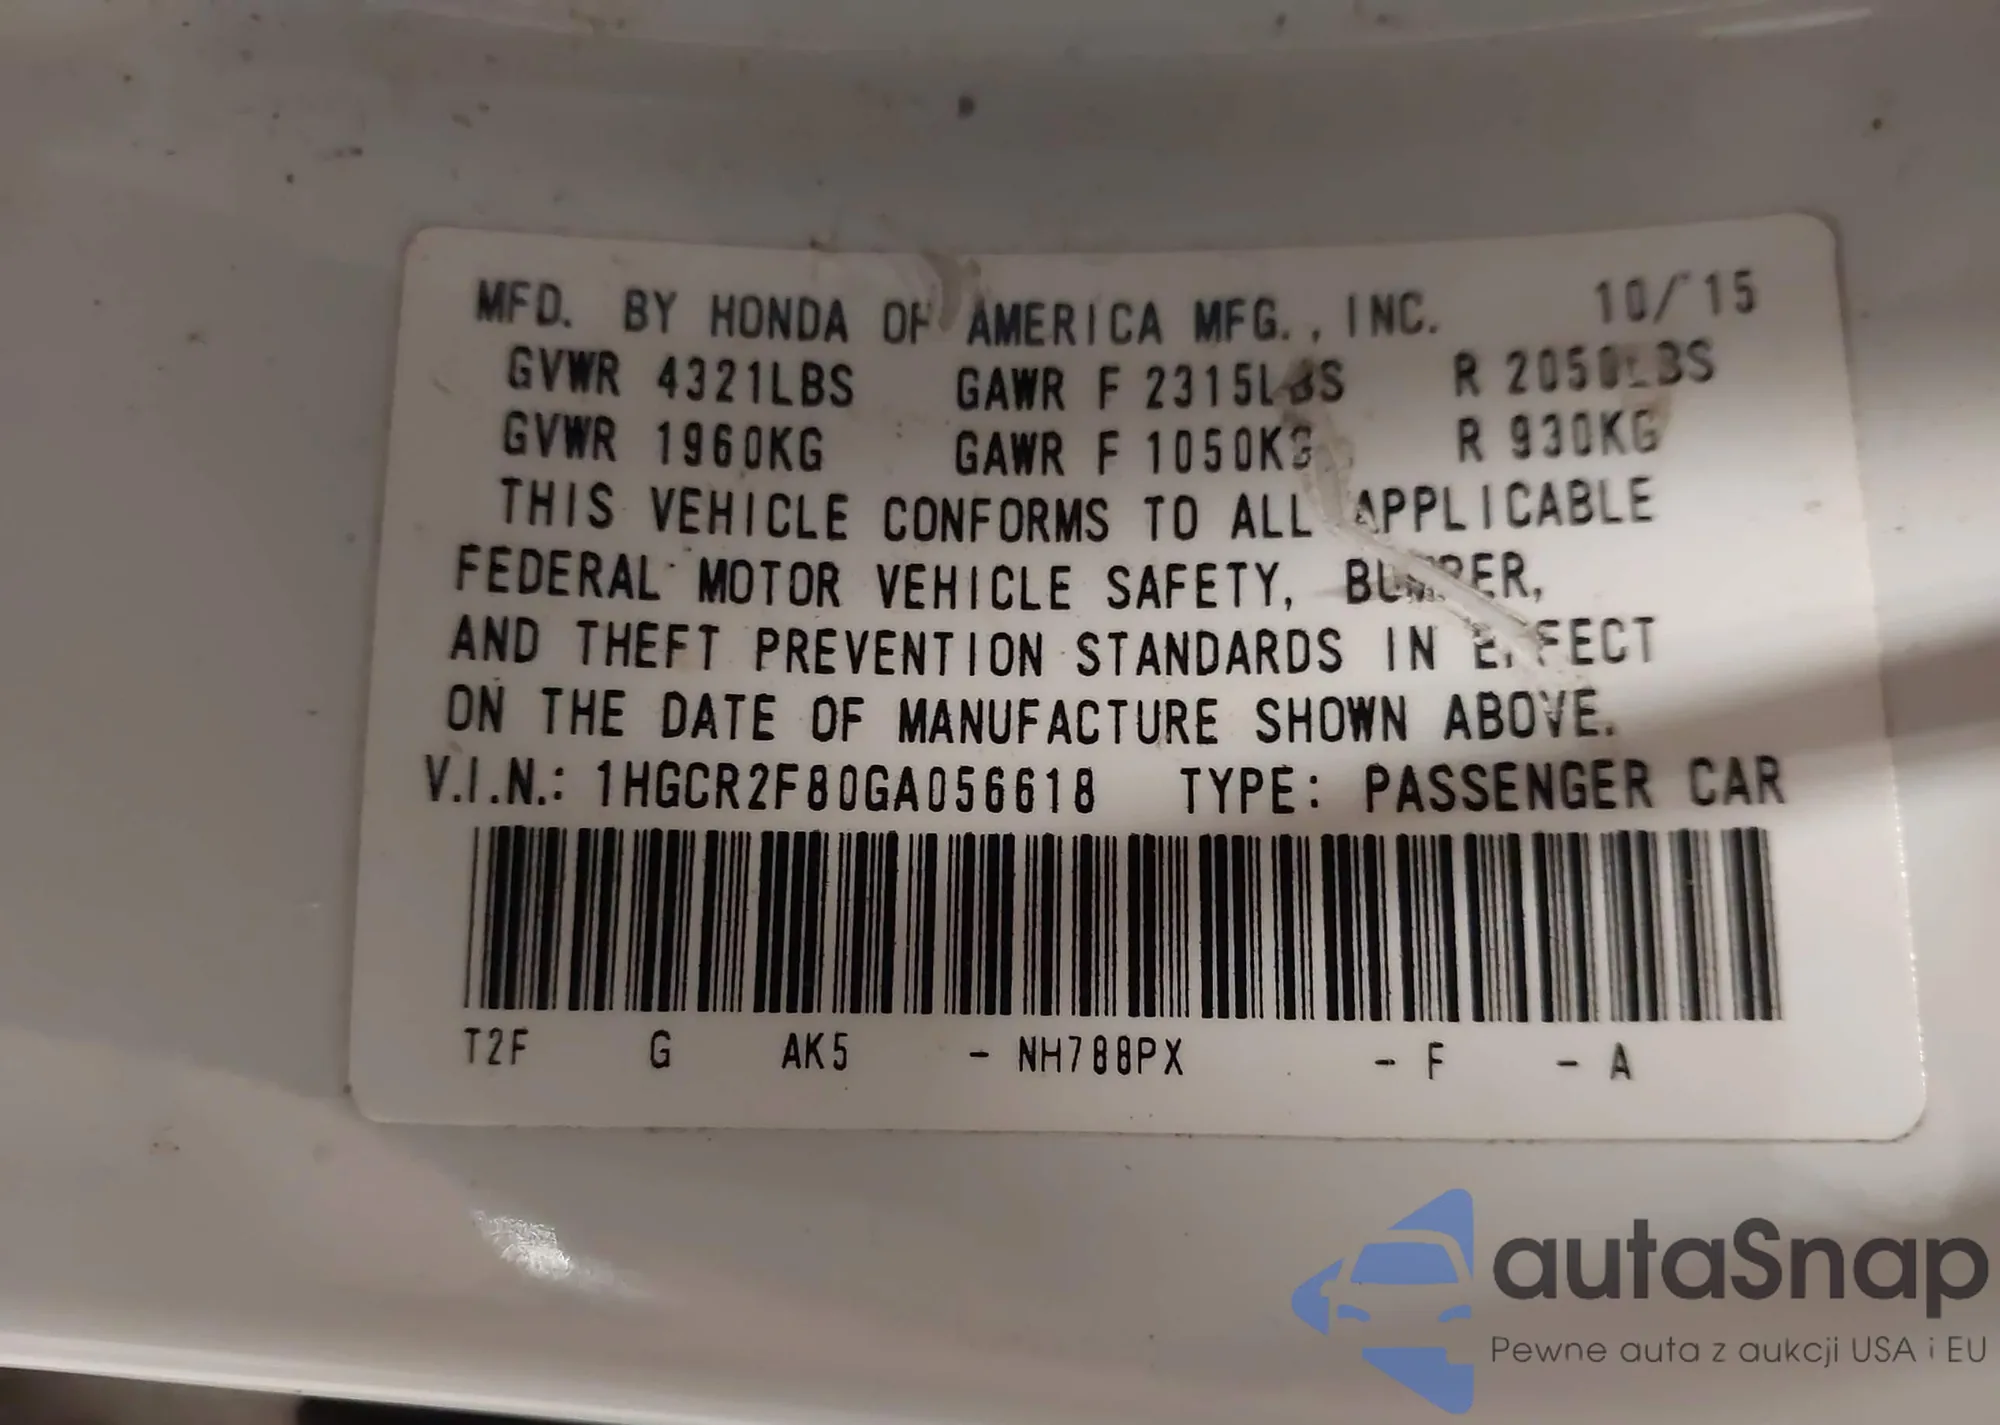 MFD. BY HONDA OF AMERICA MFG., INC. 10/'15
GVWR 4321LBS GAWR F 2315LBS R 2050LBS
GVWR 1960KG GAWR F 1050KG R 930KG
THIS VEHICLE CONFORMS TO ALL APPLICABLE
FEDERAL MOTOR VEHICLE SAFETY, BUMPER,
AND THEFT PREVENTION STANDARDS IN EFFECT
ON THE DATE OF MANUFACTURE SHOWN ABOVE.
V.I.N.: 1HGCR2F80GA056618 TYPE: PASSENGER CAR
T2F G AK5 - NH788PX - F - A
autaSnap
Pewne auta z aukcji USA i EU